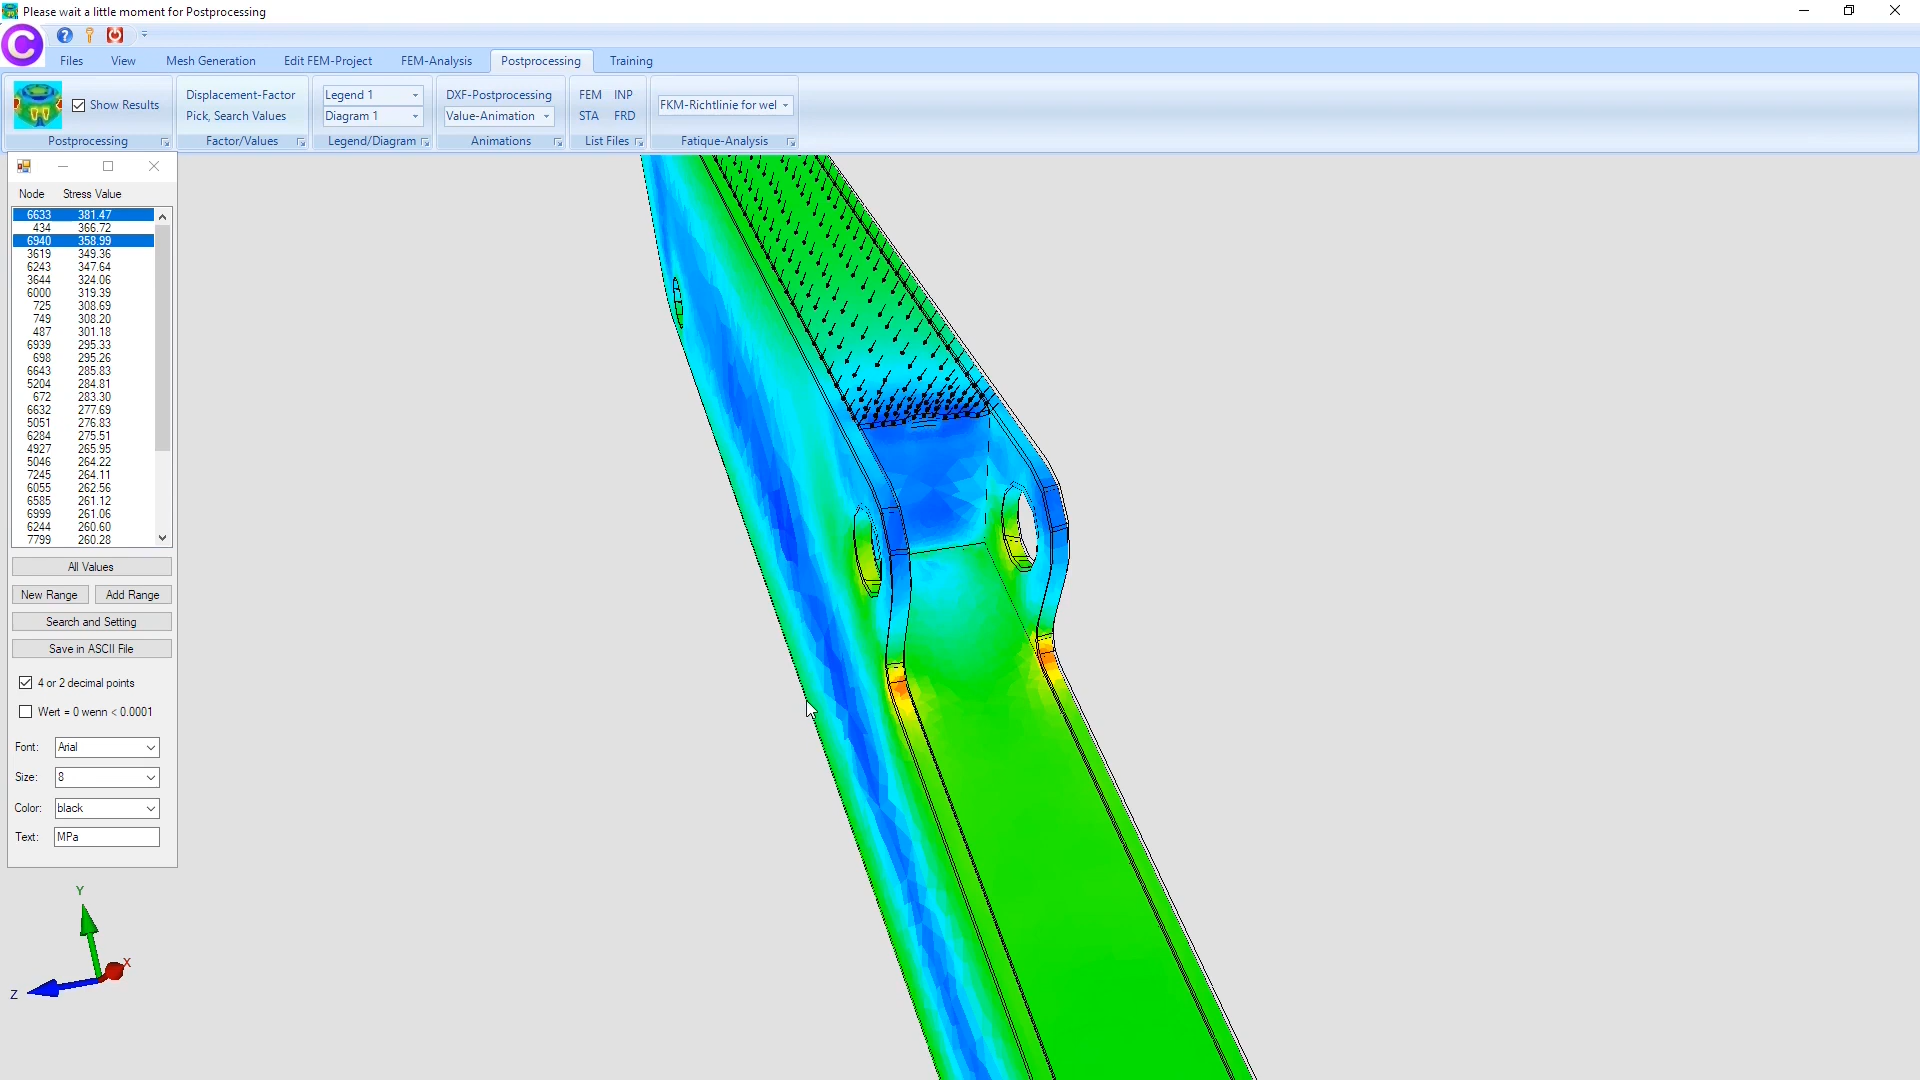 Please wait a little moment for Postprocessing
Files View Mesh Generation Edit FEM-Project FEM-Analysis Postprocessing Training
Show Results
Postprocessing
Displacement-Factor
Pick, Search Values
Factor/Values
Legend 1
Diagram 1
Legend/Diagram
DXF-Postprocessing
Value-Animation
Animations
FEM INP
STA FRD
List Files
FKM-Richtlinie for wel
Fatique-Analysis
Node Stress Value
6633 381.47
434 366.72
6940 358.99
3619 349.36
6243 347.64
3644 324.06
6000 319.39
725 308.69
749 308.20
487 301.18
6939 295.33
698 295.26
6643 285.83
5204 284.81
672 283.30
6632 277.69
5051 276.83
6284 275.51
4927 265.95
5046 264.22
7245 264.11
6055 262.56
6585 261.12
6999 261.06
6244 260.60
7799 260.28
All Values
New Range Add Range
Search and Setting
Save in ASCII File
4 or 2 decimal points
Wert = 0 wenn < 0.0001
Font: Arial
Size: 8
Color: black
Text: MPa
Y
X
Z